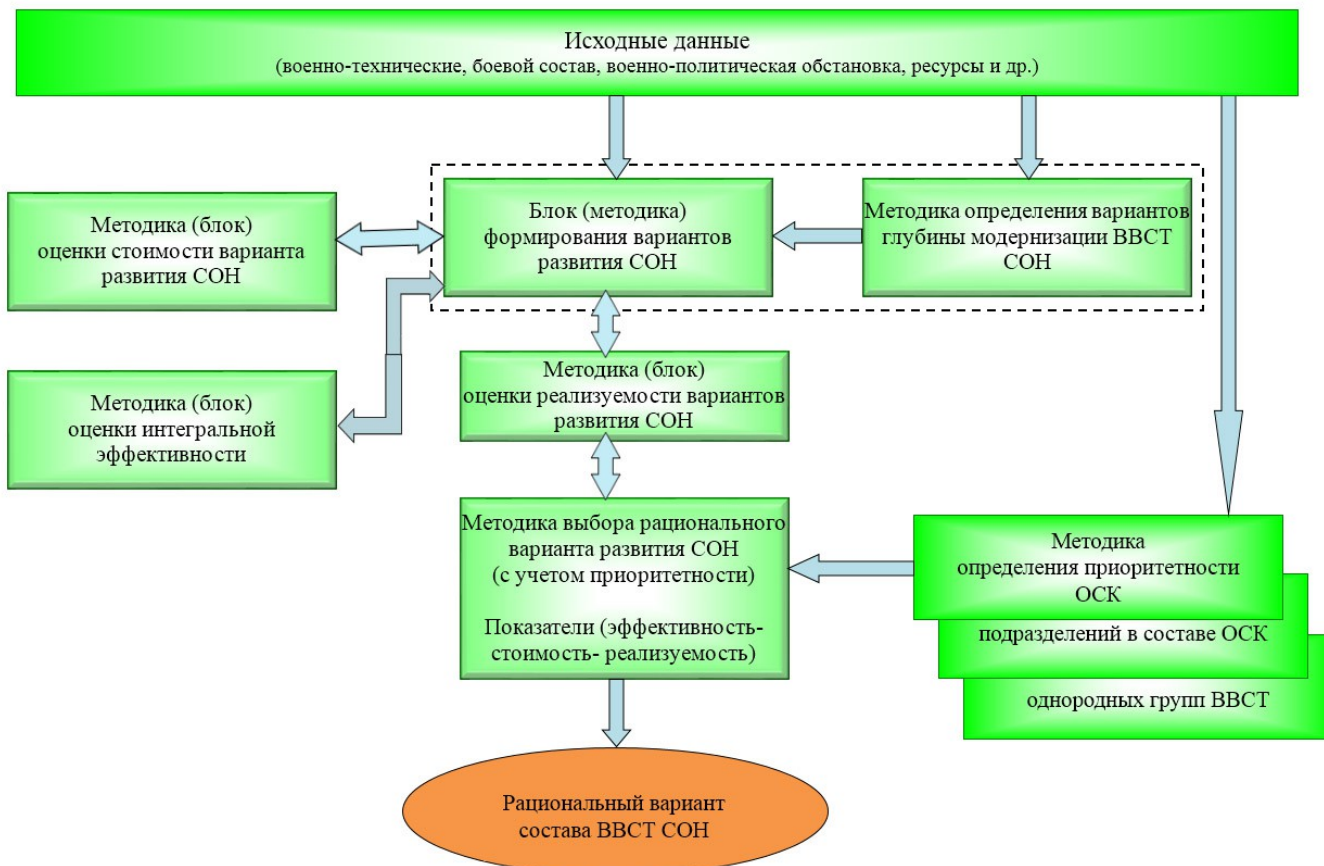 Исходные данные
(военно-технические, боевой состав, военно-политическая обстановка, ресурсы и др.)
Методика (блок)
оценки стоимости варианта
развития СОН
Блок (методика)
формирования вариантов
развития СОН
Методика определения вариантов
глубины модернизации ВВСТ
СОН
Методика (блок)
оценки интегральной
эффективности
Методика (блок)
оценки реализуемости вариантов
развития СОН
Методика выбора рационального
варианта развития СОН
(с учетом приоритетности)
Показатели (эффективность-
стоимость- реализуемость)
Методика
определения приоритетности
ОСК
подразделений в составе ОСК
однородных групп ВВСТ
Рациональный вариант
состава ВВСТ СОН